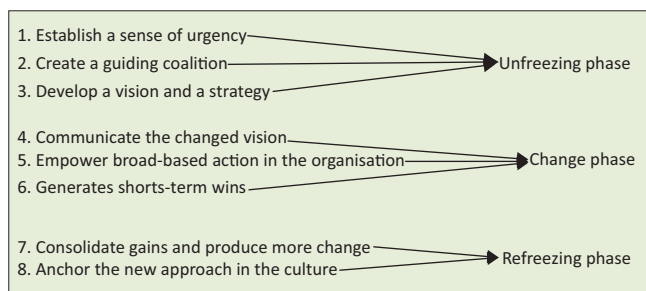 1. Establish a sense of urgency
2. Create a guiding coalition
Unfreezing phase
3. Develop a vision and a strategy
4. Communicate the changed vision
5. Empower broad-based action in the organisation
Change phase
6. Generates shorts-term wins
7. Consolidate gains and produce more change
Refreezing phase
8. Anchor the new approach in the culture